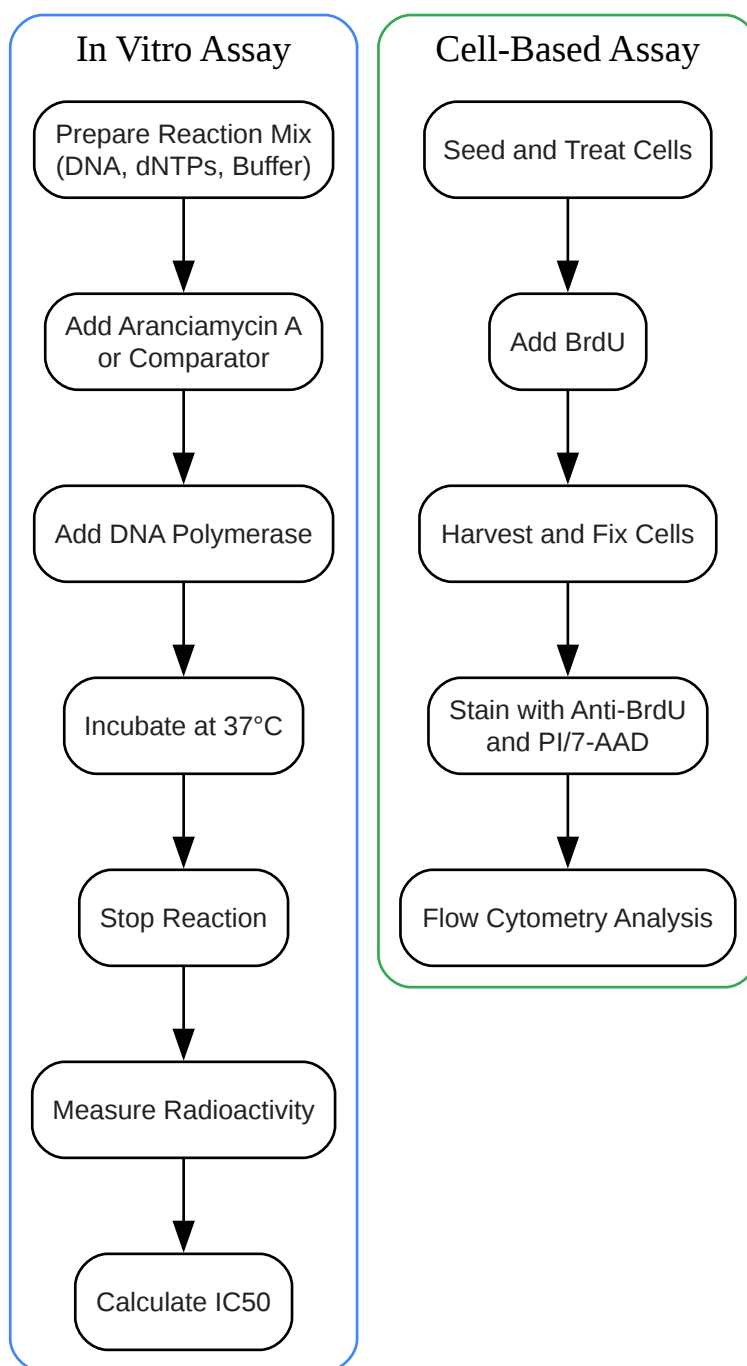 In Vitro Assay
Prepare Reaction Mix
(DNA, dNTPs, Buffer)
Add Aranciamycin A
or Comparator
Add DNA Polymerase
Incubate at 37°C
Stop Reaction
Measure Radioactivity
Calculate IC50
Cell-Based Assay
Seed and Treat Cells
Add BrdU
Harvest and Fix Cells
Stain with Anti-BrdU
and PI/7-AAD
Flow Cytometry Analysis